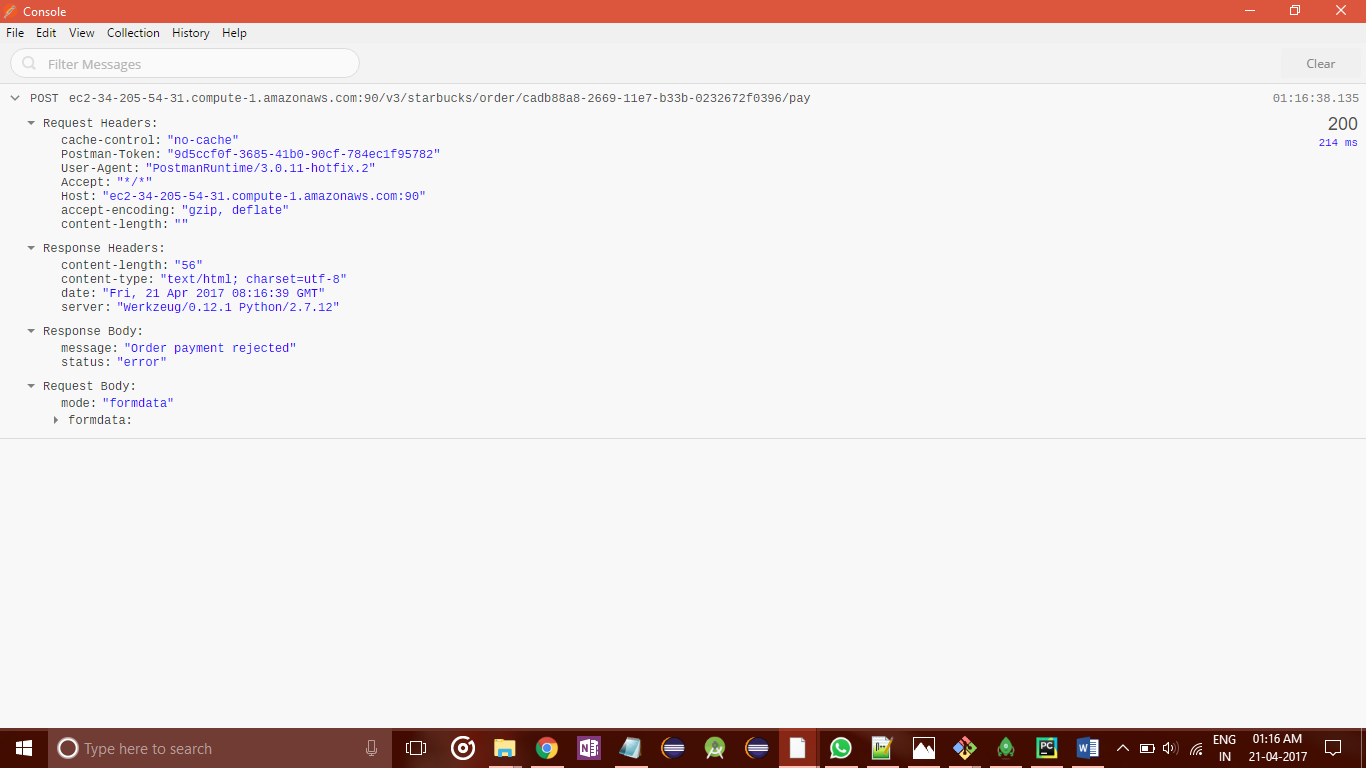 Console
File Edit View Collection History Help
Filter Messages
Clear
POST ec2-34-205-54-31.compute-1.amazonaws.com:90/v3/starbucks/order/cadb88a8-2669-11e7-b33b-0232672f0396/pay 01:16:38.135
Request Headers:
200
cache-control: "no-cache"
214 ms
Postman-Token: "9d5ccf0f-3685-41b0-90cf-784ec1f95782"
User-Agent: "PostmanRuntime/3.0.11-hotfix.2"
Accept: "*/*"
Host: "ec2-34-205-54-31.compute-1.amazonaws.com:90"
accept-encoding: "gzip, deflate"
content-length: ""
Response Headers:
content-length: "56"
content-type: "text/html; charset=utf-8"
date: "Fri, 21 Apr 2017 08:16:39 GMT"
server: "Werkzeug/0.12.1 Python/2.7.12"
Response Body:
message: "Order payment rejected"
status: "error"
Request Body:
mode: "formdata"
formdata:
Type here to search
N
PC
W
ENG
IN
01:16 AM
21-04-2017